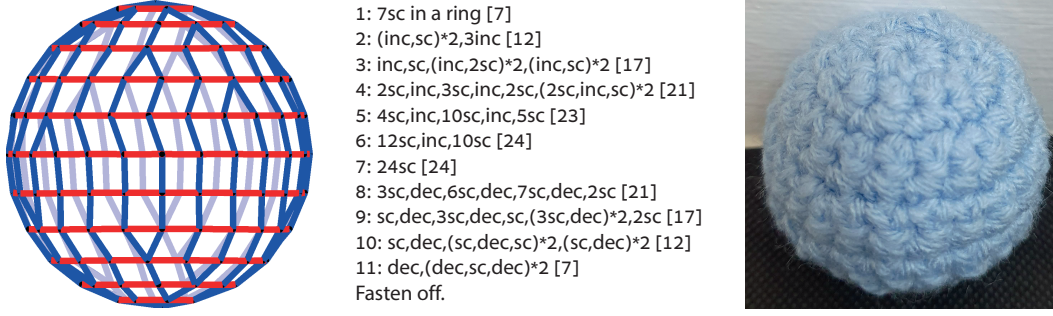 1: 7sc in a ring [7]
2: (inc,sc)*2,3inc [12]
3: inc,sc,(inc,2sc)*2,(inc,sc)*2 [17]
4: 2sc,inc,3sc,inc,2sc,(2sc,inc,sc)*2 [21]
5: 4sc,inc,10sc,inc,5sc [23]
6: 12sc,inc,10sc [24]
7: 24sc [24]
8: 3sc,dec,6sc,dec,7sc,dec,2sc [21]
9: sc,dec,3sc,dec,sc,(3sc,dec)*2,2sc [17]
10: sc,dec,(sc,dec,sc)*2,(sc,dec)*2 [12]
11: dec,(dec,sc,dec)*2 [7]
Fasten off.